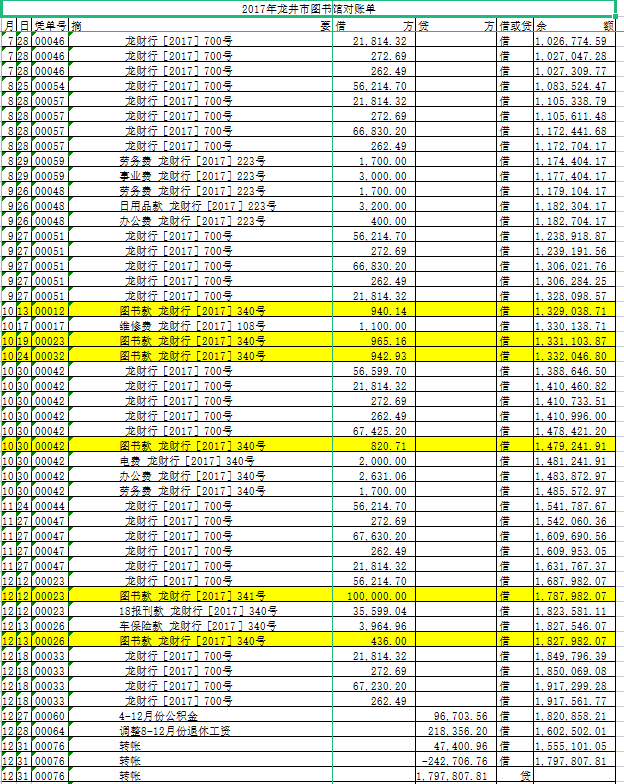 2017年龙井市图书馆对账单
月 日 凭单号 摘 要 借 方 贷 方 借或贷 余 额
7 28 00046 龙财行［2017］700号 21,814.32 借 1,026,774.59
7 28 00046 龙财行［2017］700号 272.69 借 1,027,047.28
7 28 00046 龙财行［2017］700号 262.49 借 1,027,309.77
8 25 00054 龙财行［2017］700号 56,214.70 借 1,083,524.47
8 28 00057 龙财行［2017］700号 21,814.32 借 1,105,338.79
8 28 00057 龙财行［2017］700号 272.69 借 1,105,611.48
8 28 00057 龙财行［2017］700号 66,830.20 借 1,172,441.68
8 28 00057 龙财行［2017］700号 262.49 借 1,172,704.17
8 29 00059 劳务费 龙财行［2017］223号 1,700.00 借 1,174,404.17
8 29 00059 事业费 龙财行［2017］223号 3,000.00 借 1,177,404.17
9 26 00048 劳务费 龙财行［2017］223号 1,700.00 借 1,179,104.17
9 26 00048 日用品款 龙财行［2017］223号 3,200.00 借 1,182,304.17
9 26 00048 办公费 龙财行［2017］223号 400.00 借 1,182,704.17
9 27 00051 龙财行［2017］700号 56,214.70 借 1,238,918.87
9 27 00051 龙财行［2017］700号 272.69 借 1,239,191.56
9 27 00051 龙财行［2017］700号 66,830.20 借 1,306,021.76
9 27 00051 龙财行［2017］700号 262.49 借 1,306,284.25
9 27 00051 龙财行［2017］700号 21,814.32 借 1,328,098.57
10 13 00012 图书款 龙财行［2017］340号 940.14 借 1,329,038.71
10 17 00017 维修费 龙财行［2017］108号 1,100.00 借 1,330,138.71
10 19 00023 图书款 龙财行［2017］340号 965.16 借 1,331,103.87
10 24 00032 图书款 龙财行［2017］340号 942.93 借 1,332,046.80
10 30 00042 龙财行［2017］700号 56,599.70 借 1,388,646.50
10 30 00042 龙财行［2017］700号 21,814.32 借 1,410,460.82
10 30 00042 龙财行［2017］700号 272.69 借 1,410,733.51
10 30 00042 龙财行［2017］700号 262.49 借 1,410,996.00
10 30 00042 龙财行［2017］700号 67,425.20 借 1,478,421.20
10 30 00042 图书款 龙财行［2017］340号 820.71 借 1,479,241.91
10 30 00042 电费 龙财行［2017］340号 2,000.00 借 1,481,241.91
10 30 00042 办公费 龙财行［2017］340号 2,631.06 借 1,483,872.97
10 30 00042 劳务费 龙财行［2017］340号 1,700.00 借 1,485,572.97
11 24 00044 龙财行［2017］700号 56,214.70 借 1,541,787.67
11 27 00047 龙财行［2017］700号 272.69 借 1,542,060.36
11 27 00047 龙财行［2017］700号 67,630.20 借 1,609,690.56
11 27 00047 龙财行［2017］700号 262.49 借 1,609,953.05
11 27 00047 龙财行［2017］700号 21,814.32 借 1,631,767.37
12 12 00023 龙财行［2017］700号 56,214.70 借 1,687,982.07
12 12 00023 图书款 龙财行［2017］341号 100,000.00 借 1,787,982.07
12 12 00023 18报刊款 龙财行［2017］340号 35,599.04 借 1,823,581.11
12 13 00026 车保险款 龙财行［2017］340号 3,964.96 借 1,827,546.07
12 13 00026 图书款 龙财行［2017］340号 436.00 借 1,827,982.07
12 18 00033 龙财行［2017］700号 21,814.32 借 1,849,796.39
12 18 00033 龙财行［2017］700号 272.69 借 1,850,069.08
12 18 00033 龙财行［2017］700号 67,230.20 借 1,917,299.28
12 18 00033 龙财行［2017］700号 262.49 借 1,917,561.77
12 27 00060 4-12月份公积金 96,703.56 借 1,820,858.21
12 28 00064 调整8-12月份退休工资 218,356.20 借 1,602,502.01
12 31 00076 转帐 47,400.96 借 1,555,101.05
12 31 00076 转帐 -242,706.76 借 1,797,807.81
12 31 00076 转帐 1,797,807.81 贷